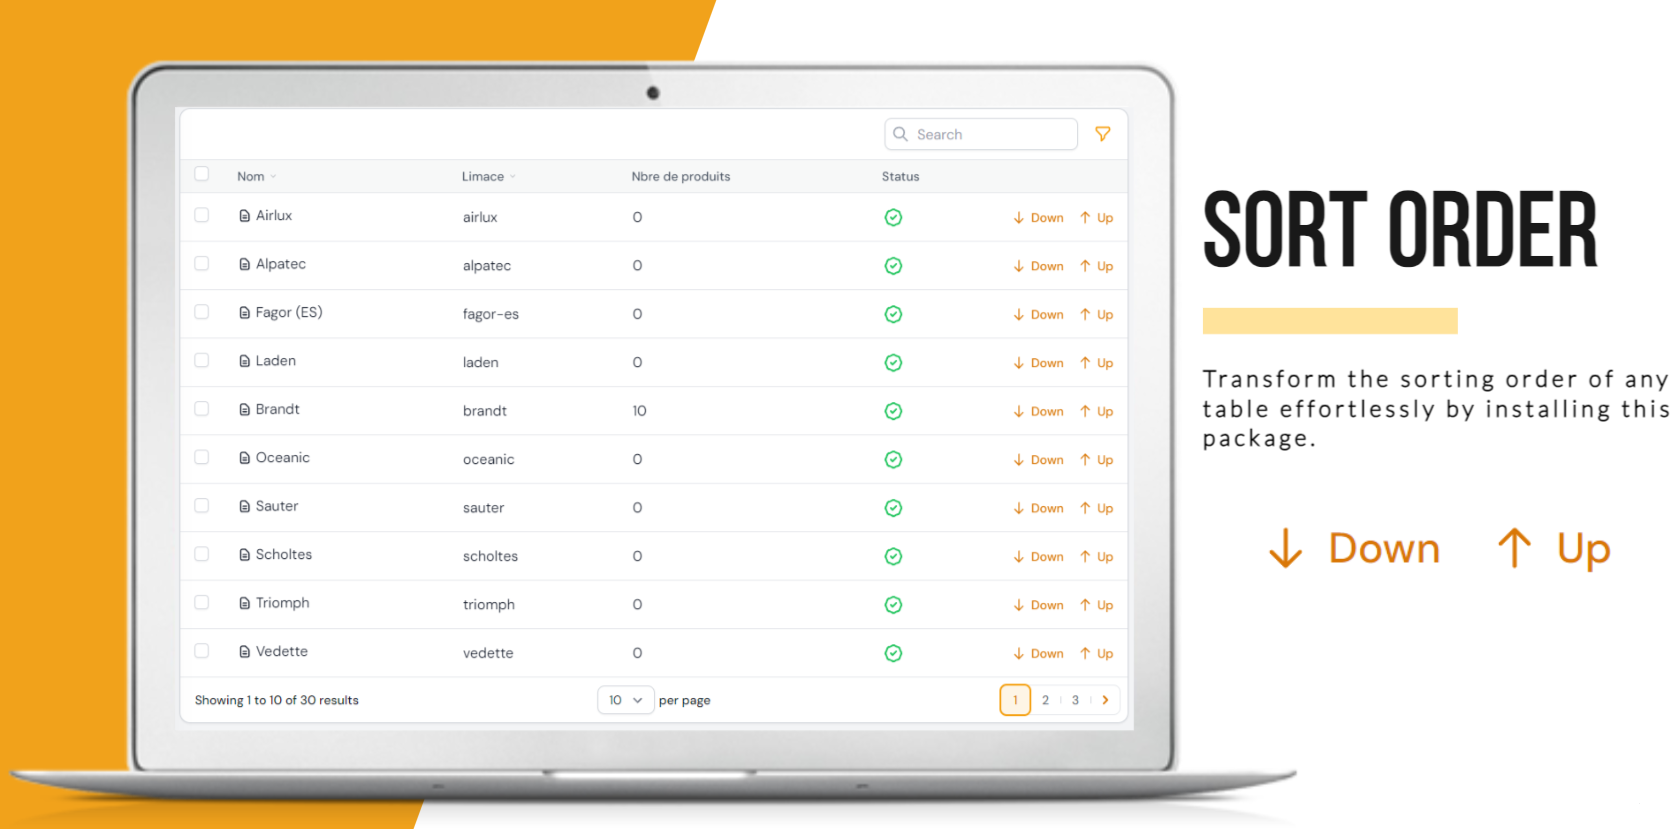 Search
Nom Limace Nbre de produits Status
Airlux airlux 0 Down Up
Alpatec alpatec 0 Down Up
Fagor (ES) fagor-es 0 Down Up
Laden laden 0 Down Up
Brandt brandt 10 Down Up
Oceanic oceanic 0 Down Up
Sauter sauter 0 Down Up
Scholtes scholtes 0 Down Up
Triomph triomph 0 Down Up
Vedette vedette 0 Down Up
Showing 1 to 10 of 30 results 10 per page 1 2 3
SORT ORDER
Transform the sorting order of any
table effortlessly by installing this
package.
Down Up